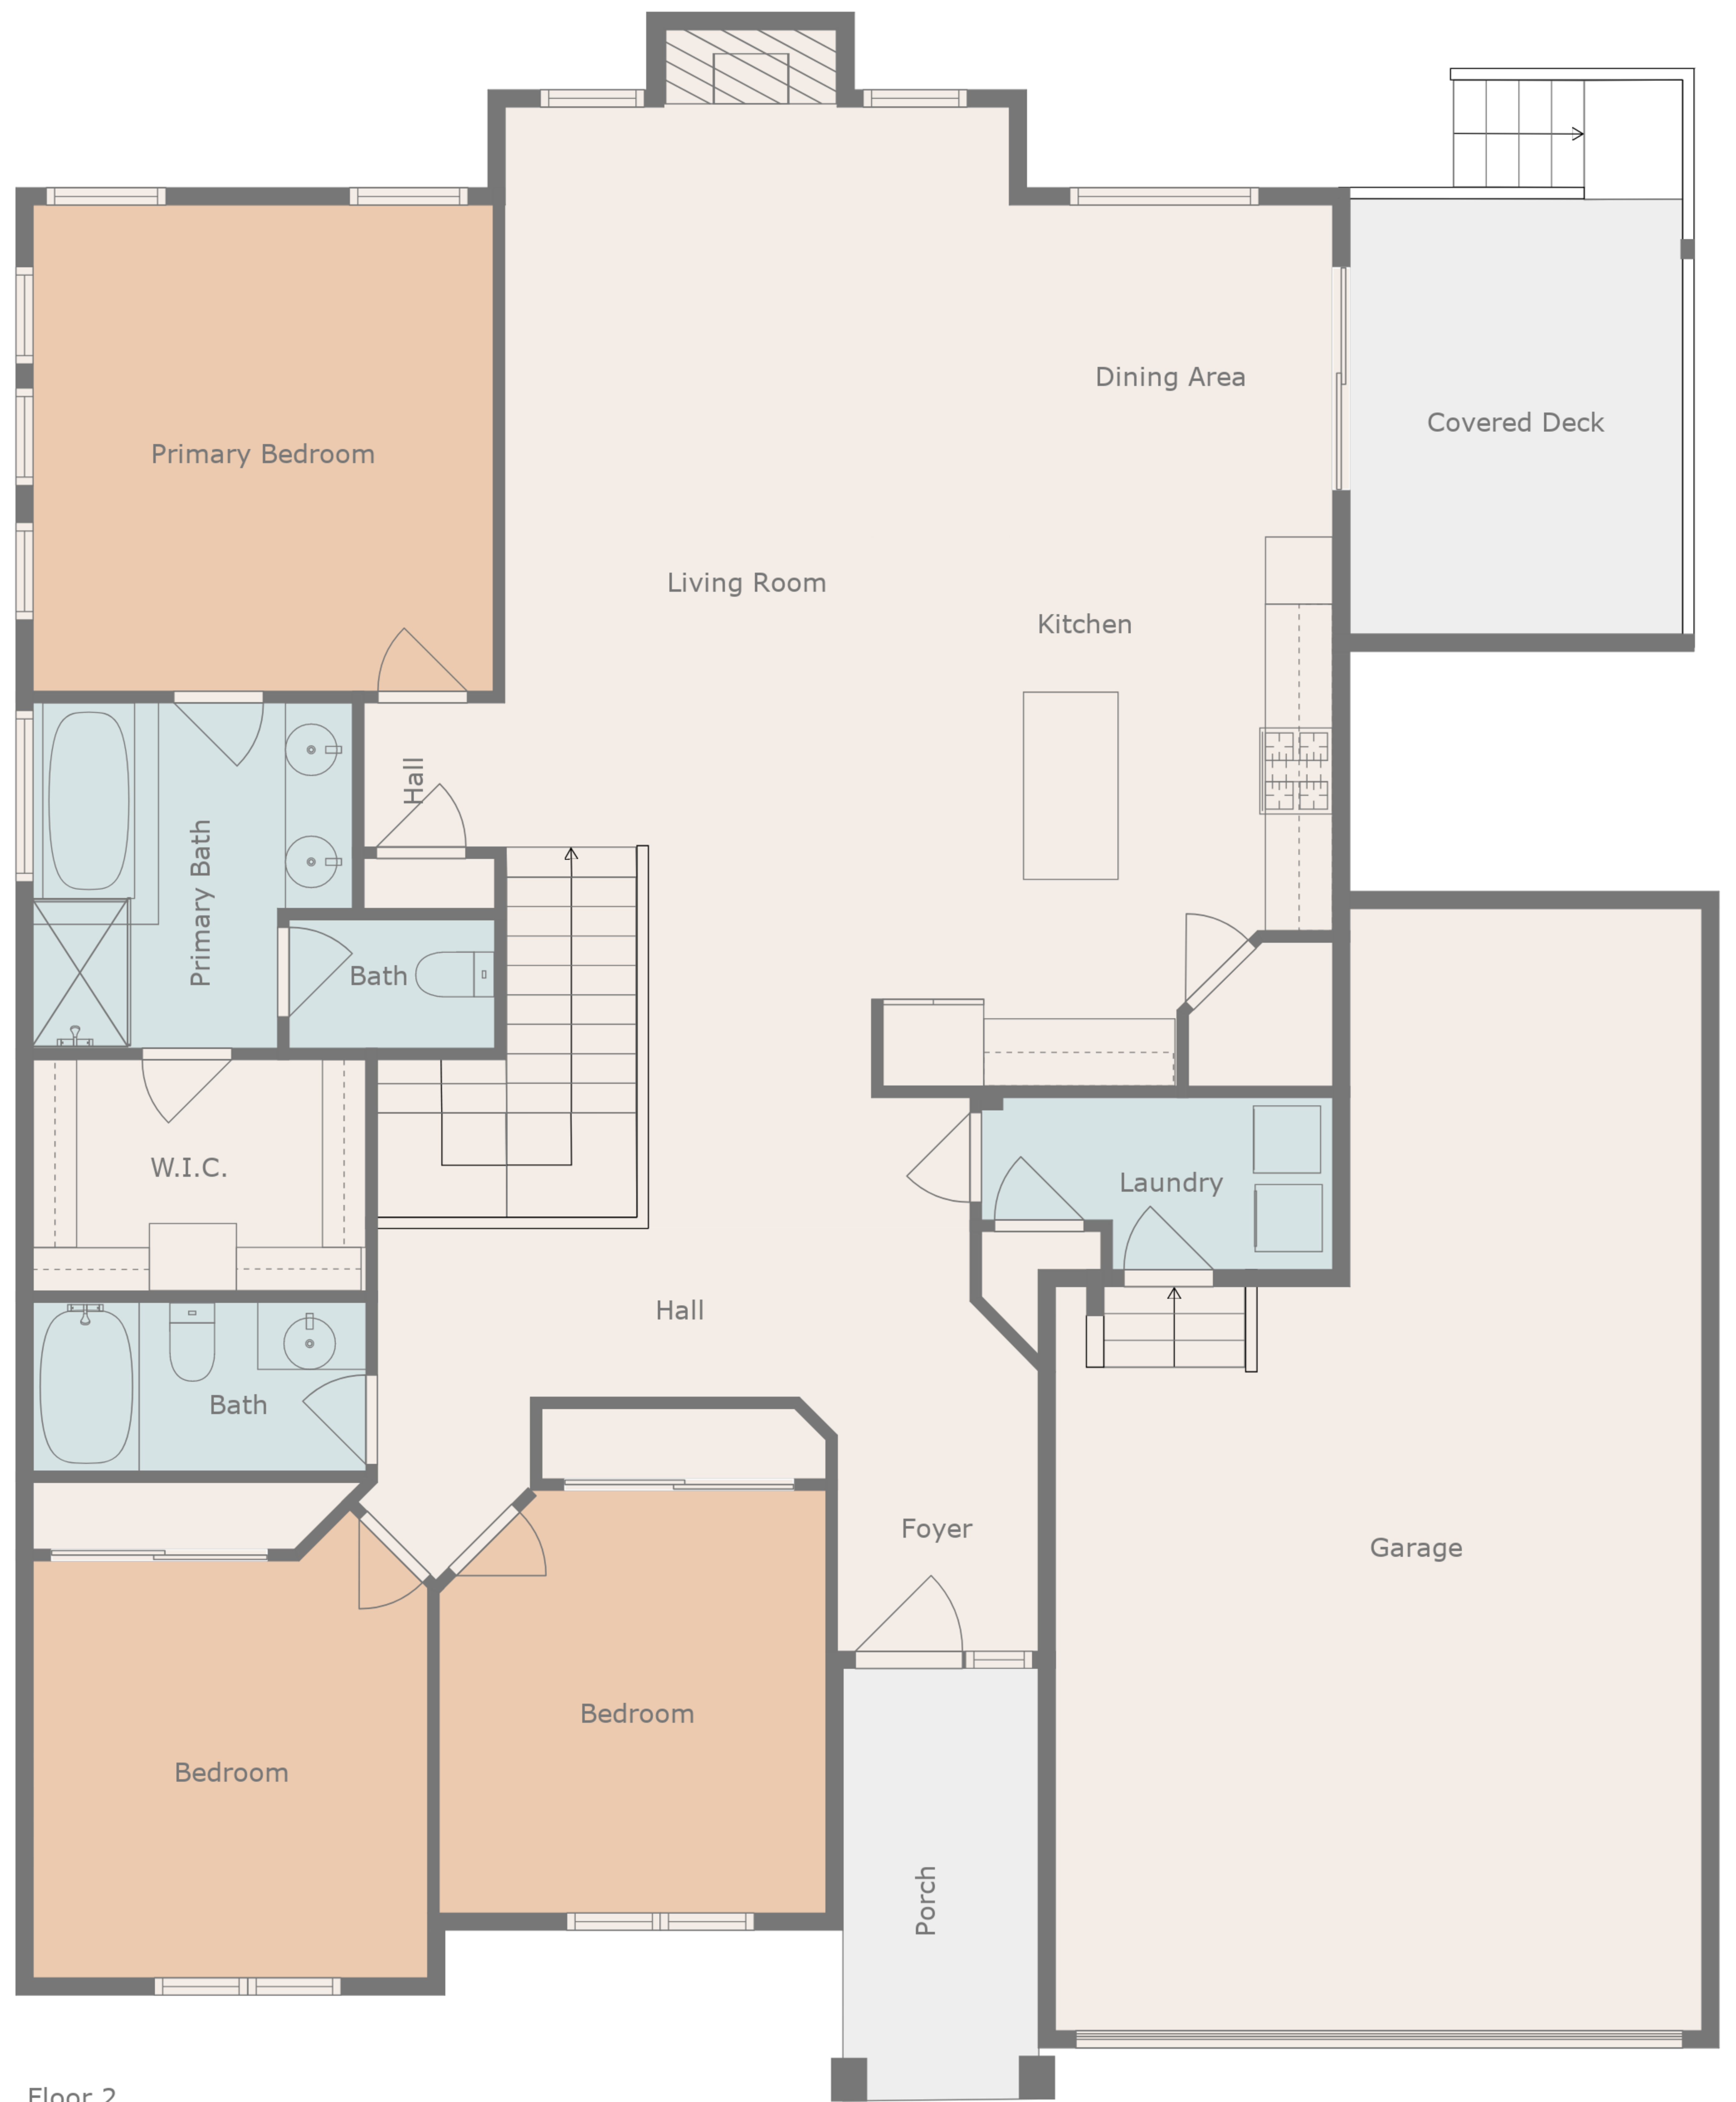 Dining Area
Covered Deck
Primary Bedroom
Living Room
Kitchen
Hall
Primary Bath
Bath
W.I.C.
Laundry
Hall
Bath
Foyer
Garage
Bedroom
Bedroom
Porch
Floor 2